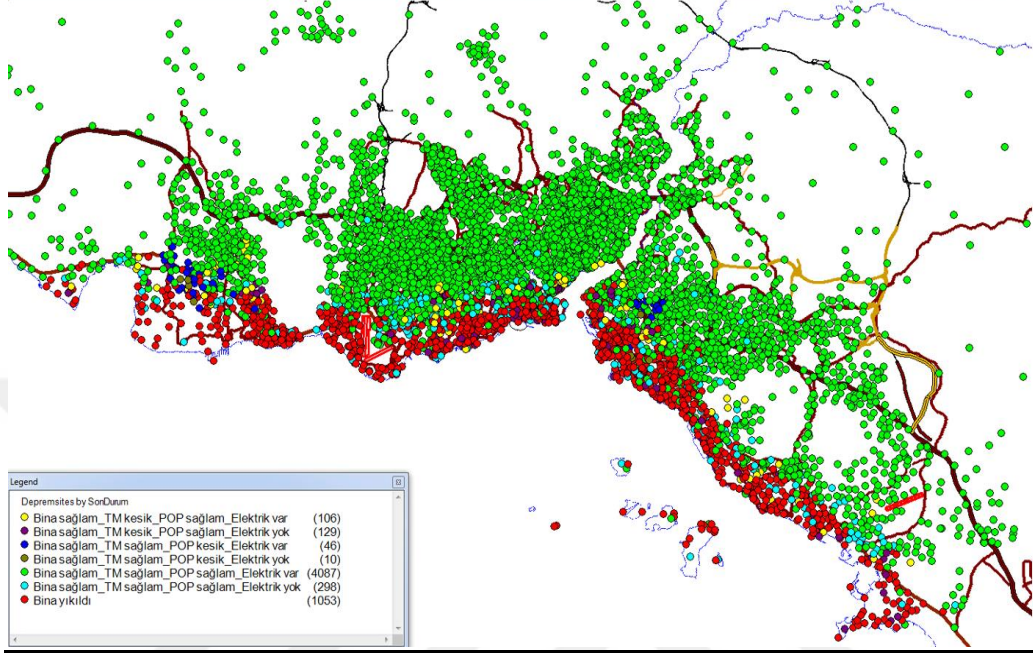 Legend
Depremsites by SonDurum
Bina sağlam_TM kesik_POP sağlam_Elektrik var (106)
Bina sağlam_TM kesik_POP sağlam_Elektrik yok (129)
Bina sağlam_TM sağlam_POP kesik_Elektrik var (46)
Bina sağlam_TM sağlam_POP kesik_Elektrik yok (10)
Bina sağlam_TM sağlam_POP sağlam_Elektrik var (4087)
Bina sağlam_TM sağlam_POP sağlam_Elektrik yok (298)
Bina yıkıldı (1053)